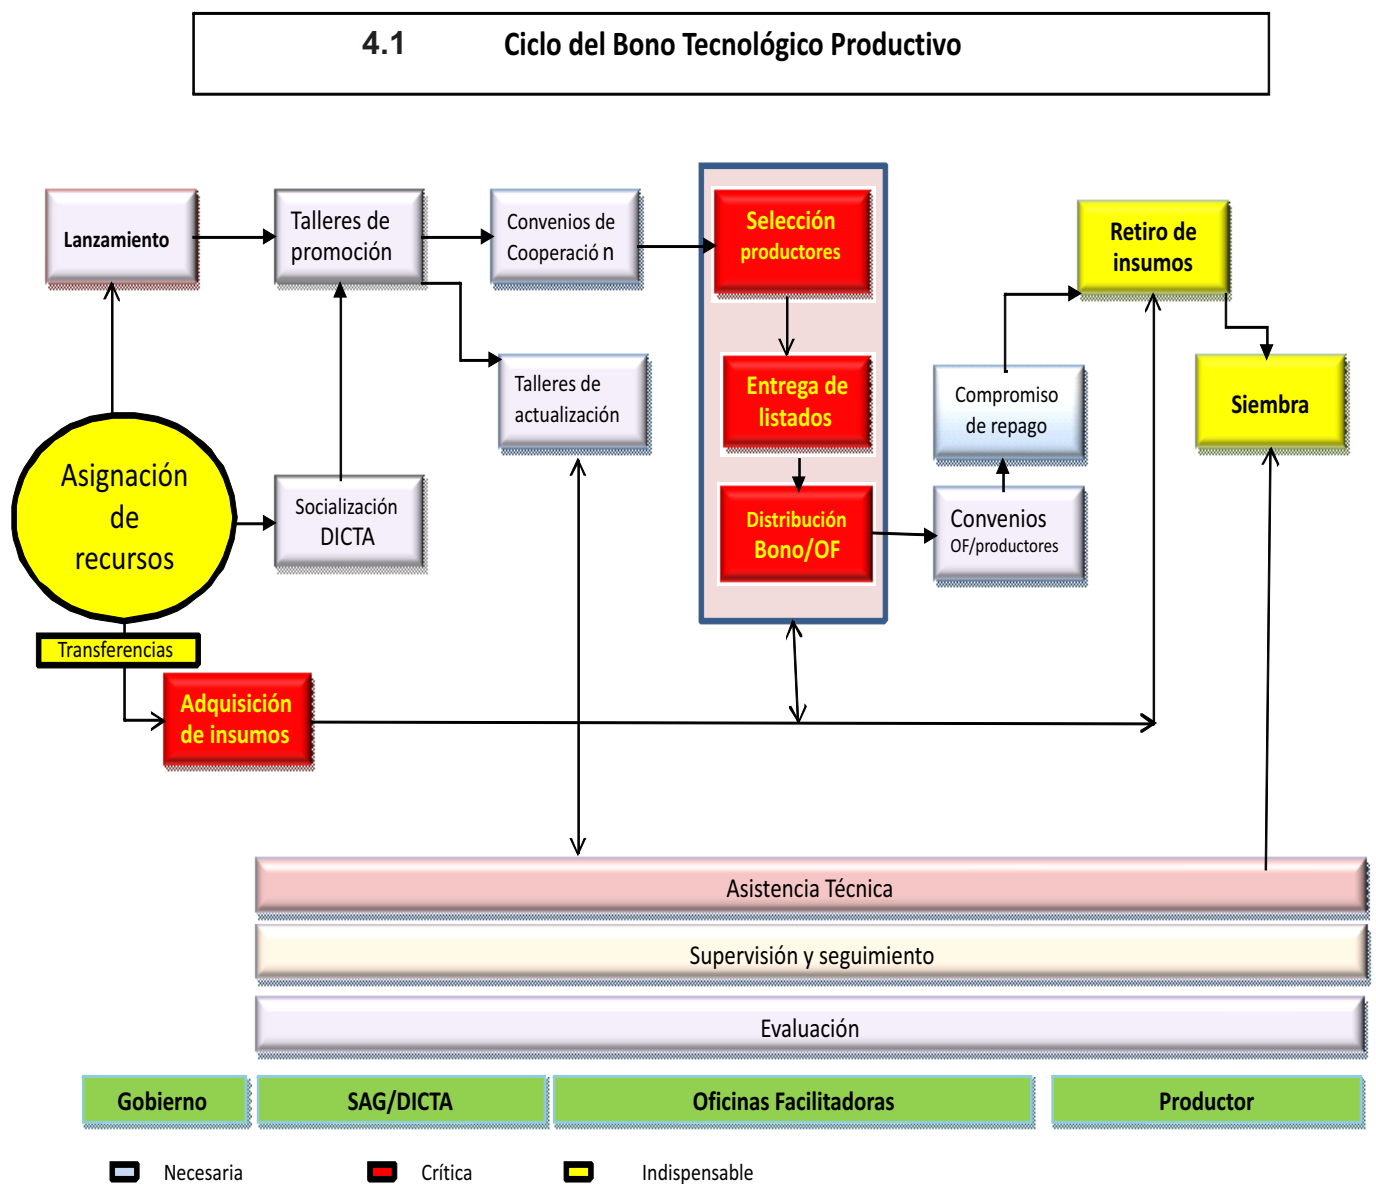 4.1 Ciclo del Bono Tecnológico Productivo
Lanzamiento
Talleres de
promoción
Convenios de
Cooperació n
Selección
productores
Retiro de
insumos
Talleres de
actualización
Entrega de
listados
Compromiso
de repago
Siembra
Asignación
de
recursos
Socialización
DICTA
Distribución
Bono/OF
Convenios
OF/productores
Transferencias
Adquisición
de insumos
Asistencia Técnica
Supervisión y seguimiento
Evaluación
Gobierno
SAG/DICTA
Oficinas Facilitadoras
Productor
Necesaria
Crítica
Indispensable